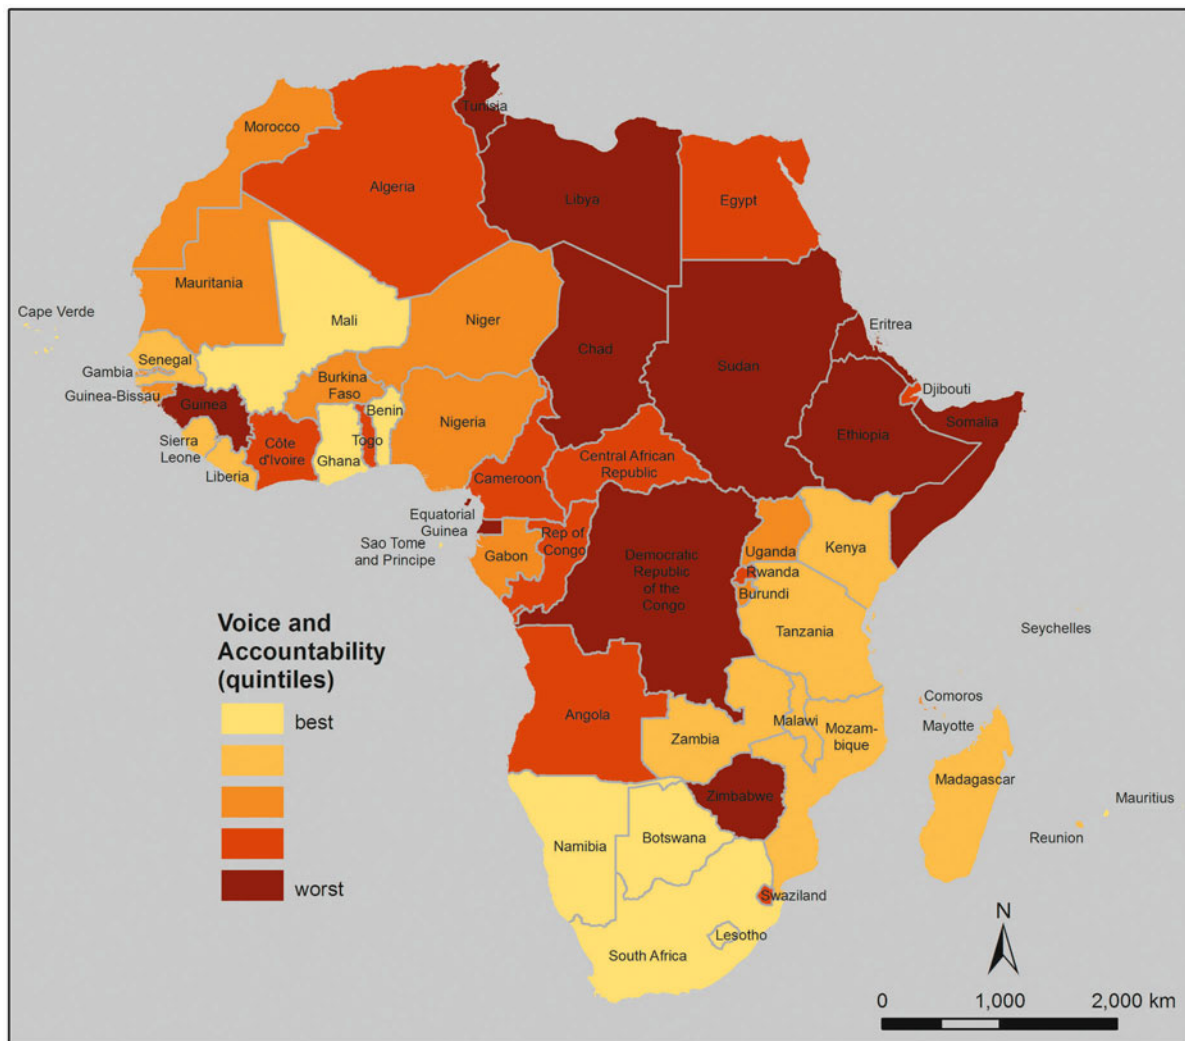 Morocco
Tunisia
Algeria
Libya
Egypt
Mauritania
Cape Verde
Mali
Niger
Chad
Sudan
Eritrea
Senegal
Gambia
Guinea-Bissau
Guinea
Burkina
Faso
Benin
Nigeria
Djibouti
Somalia
Ethiopia
Sierra
Leone
Liberia
Côte
d'Ivoire
Ghana
Togo
Cameroon
Central African
Republic
Equatorial
Guinea
Sao Tome
and Principe
Gabon
Rep of
Congo
Democratic
Republic
of the
Congo
Uganda
Kenya
Rwanda
Burundi
Tanzania
Seychelles
Comoros
Mayotte
Angola
Zambia
Malawi
Mozam-
bique
Madagascar
Mauritius
Reunion
Zimbabwe
Namibia
Botswana
Swaziland
Lesotho
South Africa
Voice and
Accountability
(quintiles)
best
worst
N
0 1,000 2,000 km